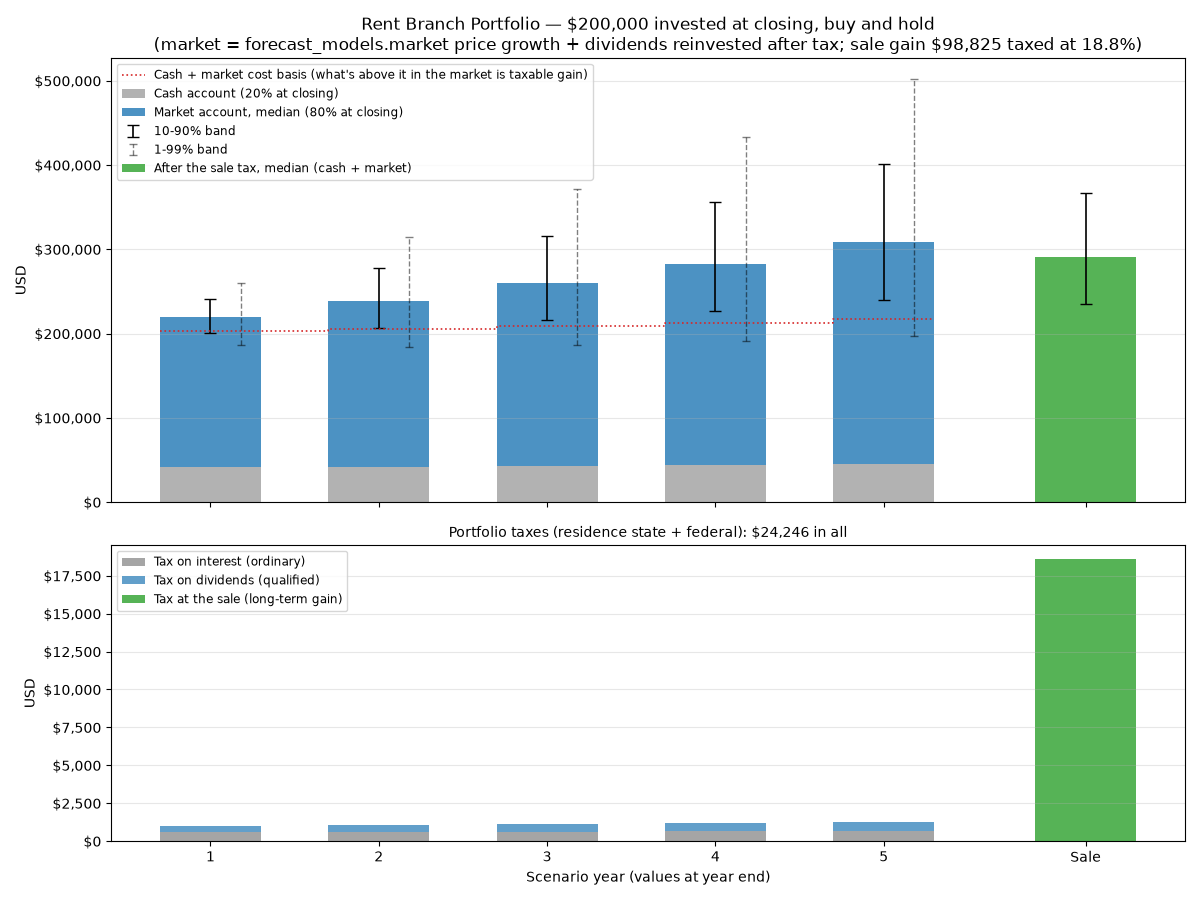 Rent Branch Portfolio — $200,000 invested at closing, buy and hold
(market = forecast_models.market price growth + dividends reinvested after tax; sale gain $98,825 taxed at 18.8%)
$500,000
$400,000
$300,000
$200,000
$100,000
$0
USD
Cash + market cost basis (what's above it in the market is taxable gain)
Cash account (20% at closing)
Market account, median (80% at closing)
10-90% band
1-99% band
After the sale tax, median (cash + market)
Portfolio taxes (residence state + federal): $24,246 in all
$17,500
$15,000
$12,500
$10,000
$7,500
$5,000
$2,500
$0
USD
Tax on interest (ordinary)
Tax on dividends (qualified)
Tax at the sale (long-term gain)
1 2 3 4 5 Sale
Scenario year (values at year end)